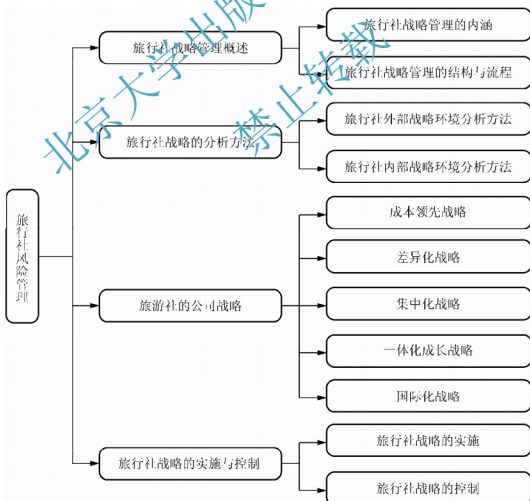 旅行社风险管理
旅行社战略管理概述
旅行社战略管理的内涵
旅行社战略管理的结构与流程
旅行社战略的分析方法
旅行社外部战略环境分析方法
旅行社内部战略环境分析方法
旅游社的公司战略
成本领先战略
差异化战略
集中化战略
一体化成长战略
国际化战略
旅行社战略的实施与控制
旅行社战略的实施
旅行社战略的控制
北京大学出版
禁止转载